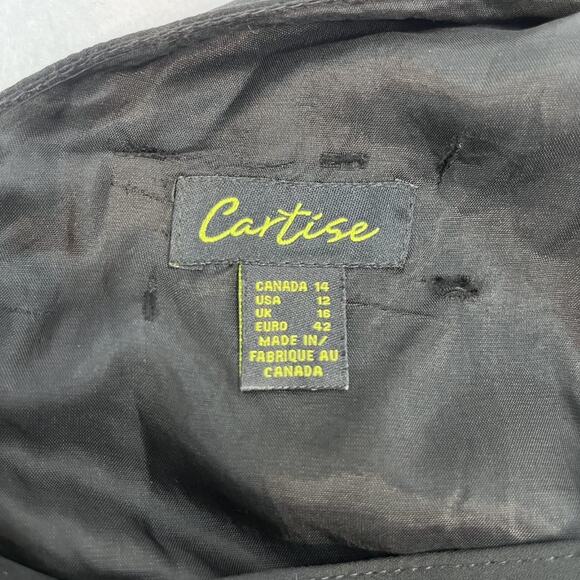 Cartise
CANADA 14
USA 12
UK 16
EURO 42
MADE IN/
FABRIQUE AU
CANADA